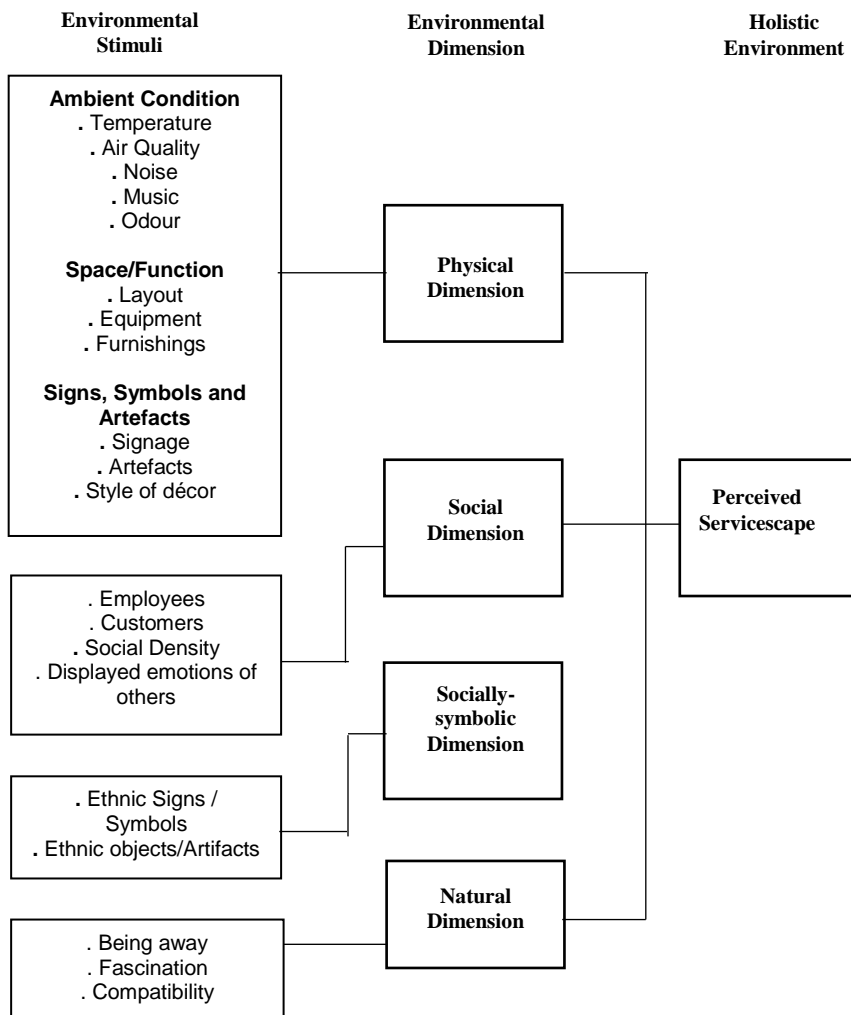 Environmental
Stimuli
Environmental
Dimension
Holistic
Environment
Ambient Condition
. Temperature
. Air Quality
. Noise
. Music
. Odour
Space/Function
. Layout
. Equipment
. Furnishings
Signs, Symbols and
Artefacts
. Signage
. Artefacts
. Style of décor
Physical
Dimension
. Employees
. Customers
. Social Density
. Displayed emotions of
others
Social
Dimension
Perceived
Servicescape
. Ethnic Signs /
Symbols
. Ethnic objects/Artifacts
Socially-
symbolic
Dimension
. Being away
. Fascination
. Compatibility
Natural
Dimension